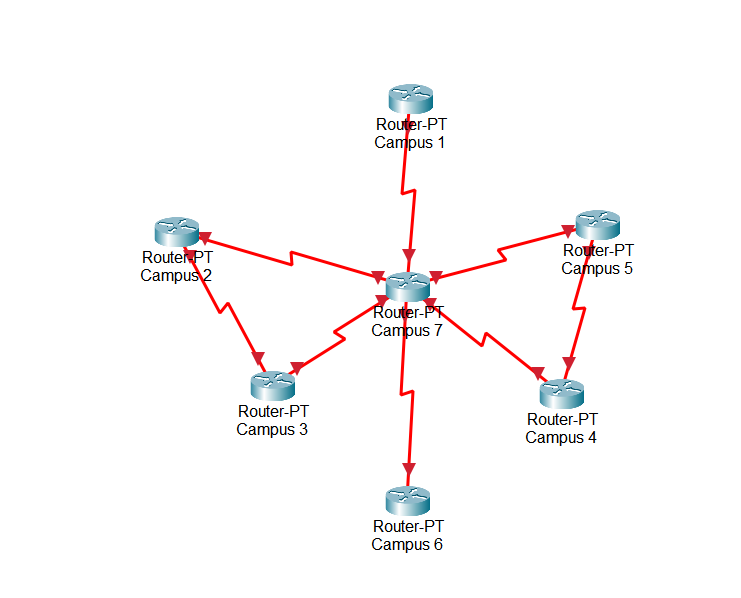 Router-PT
Campus 1
Router-PT
Campus 2
Router-PT
Campus 5
Router-PT
Campus 7
Router-PT
Campus 3
Router-PT
Campus 4
Router-PT
Campus 6